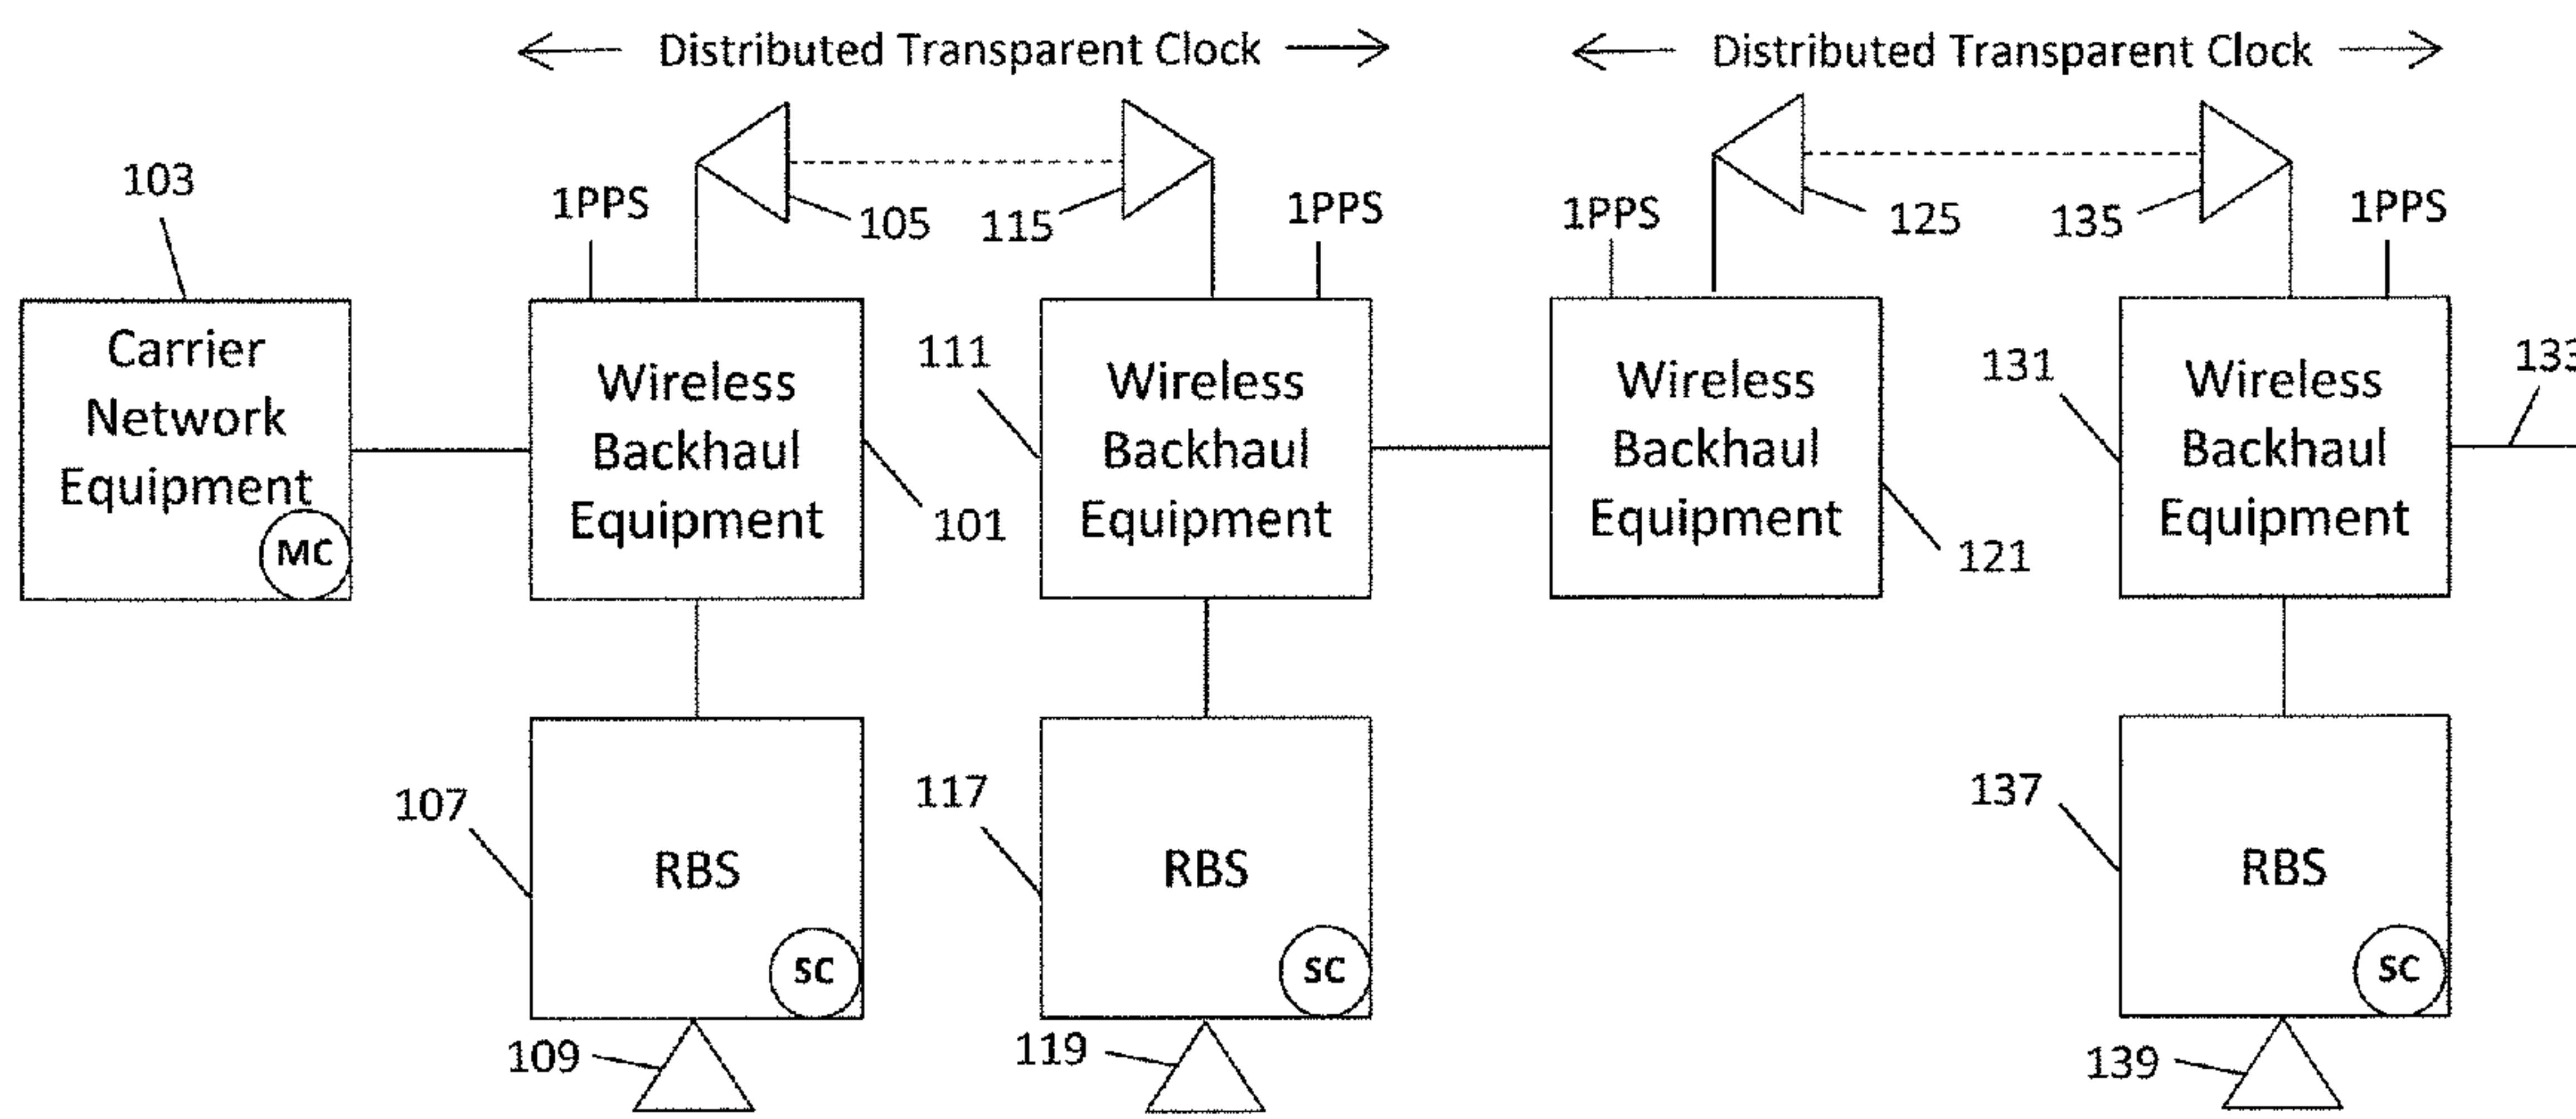 Distributed Transparent Clock
Distributed Transparent Clock
103
1PPS
105
115
1PPS
1PPS
125
135
1PPS
Carrier
Network
Equipment
MC
Wireless
Backhaul
Equipment
101
111
Wireless
Backhaul
Equipment
Wireless
Backhaul
Equipment
121
131
Wireless
Backhaul
Equipment
133
107
RBS
SC
117
RBS
SC
137
RBS
SC
109
119
139